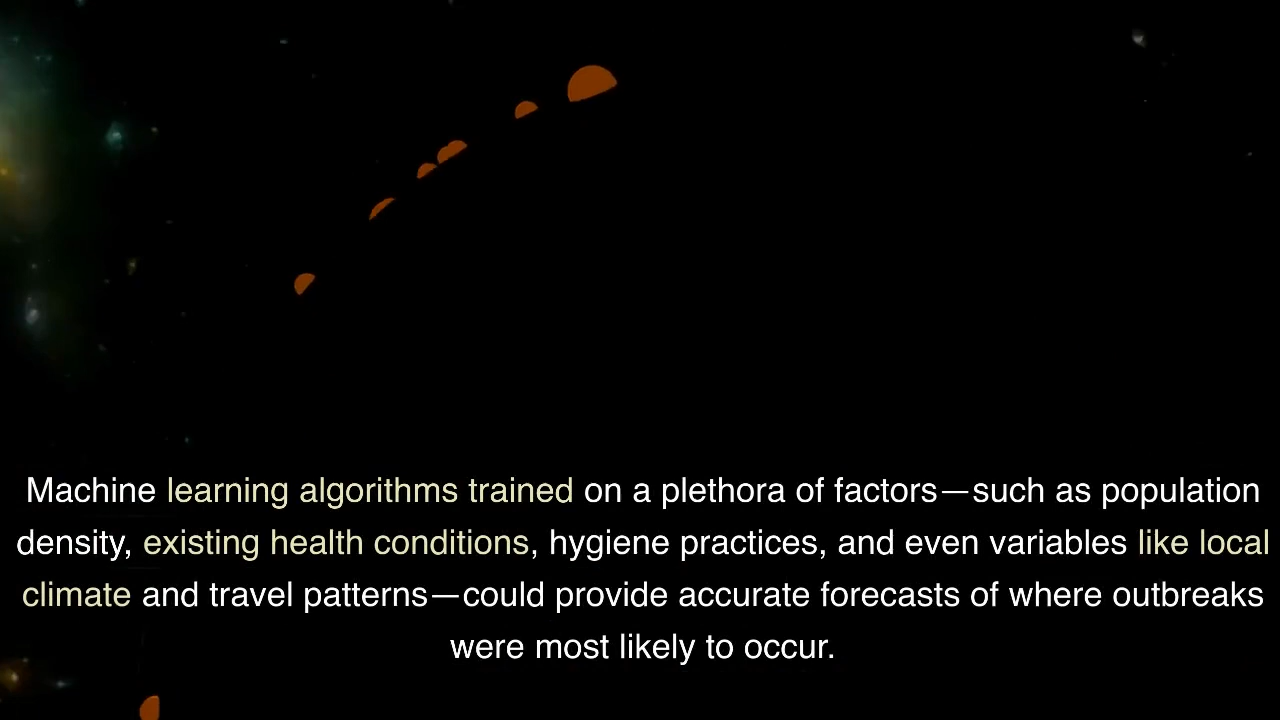 Machine learning algorithms trained on a plethora of factors—such as population
density, existing health conditions, hygiene practices, and even variables like local
climate and travel patterns—could provide accurate forecasts of where outbreaks
were most likely to occur.